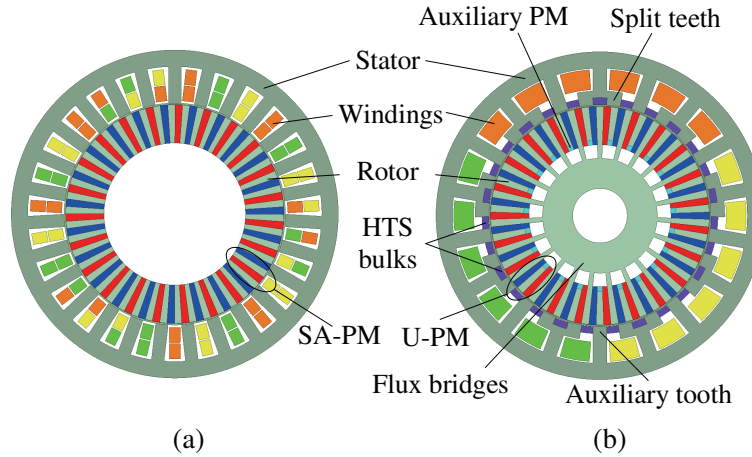 Auxiliary PM
Split teeth
Stator
Windings
Rotor
HTS
bulks
SA-PM
U-PM
Flux bridges
Auxiliary tooth
(a)
(b)